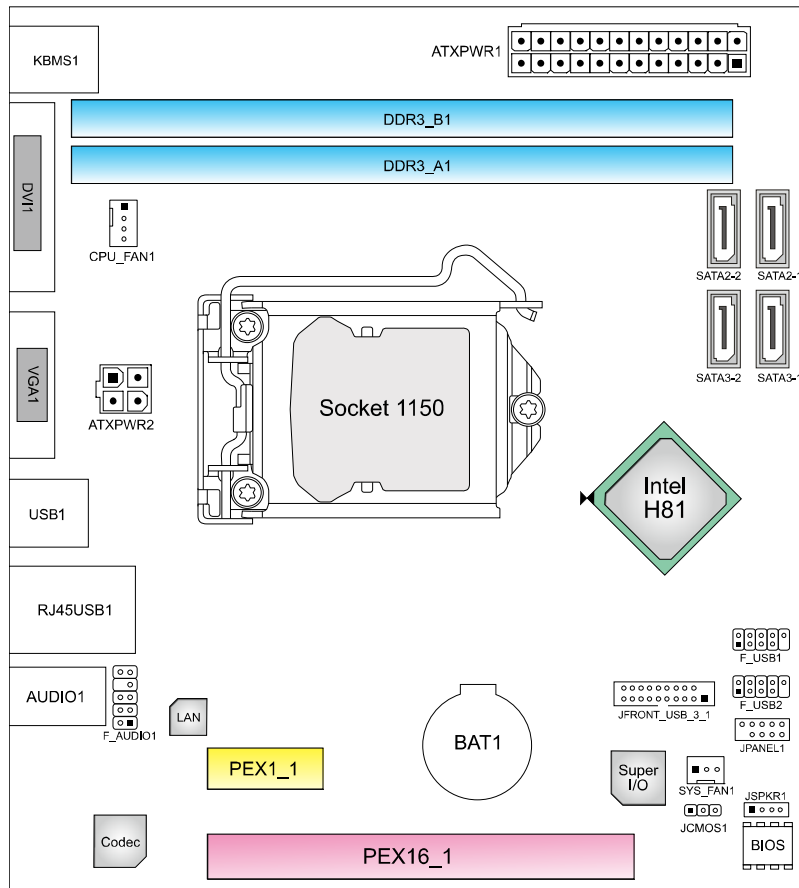 KBMS1
ATXPWR1
DDR3_B1
DDR3_A1
DVI1
CPU_FAN1
SATA2-2
SATA2-1
SATA3-2
SATA3-1
VGA1
ATXPWR2
Socket 1150
Intel
H81
USB1
RJ45USB1
F_USB1
AUDIO1
F_AUDIO1
LAN
JFRONT_USB_3_1
F_USB2
BAT1
JPANEL1
PEX1_1
Super
I/O
SYS_FAN1
JSPKR1
JCMOS1
Codec
PEX16_1
BIOS